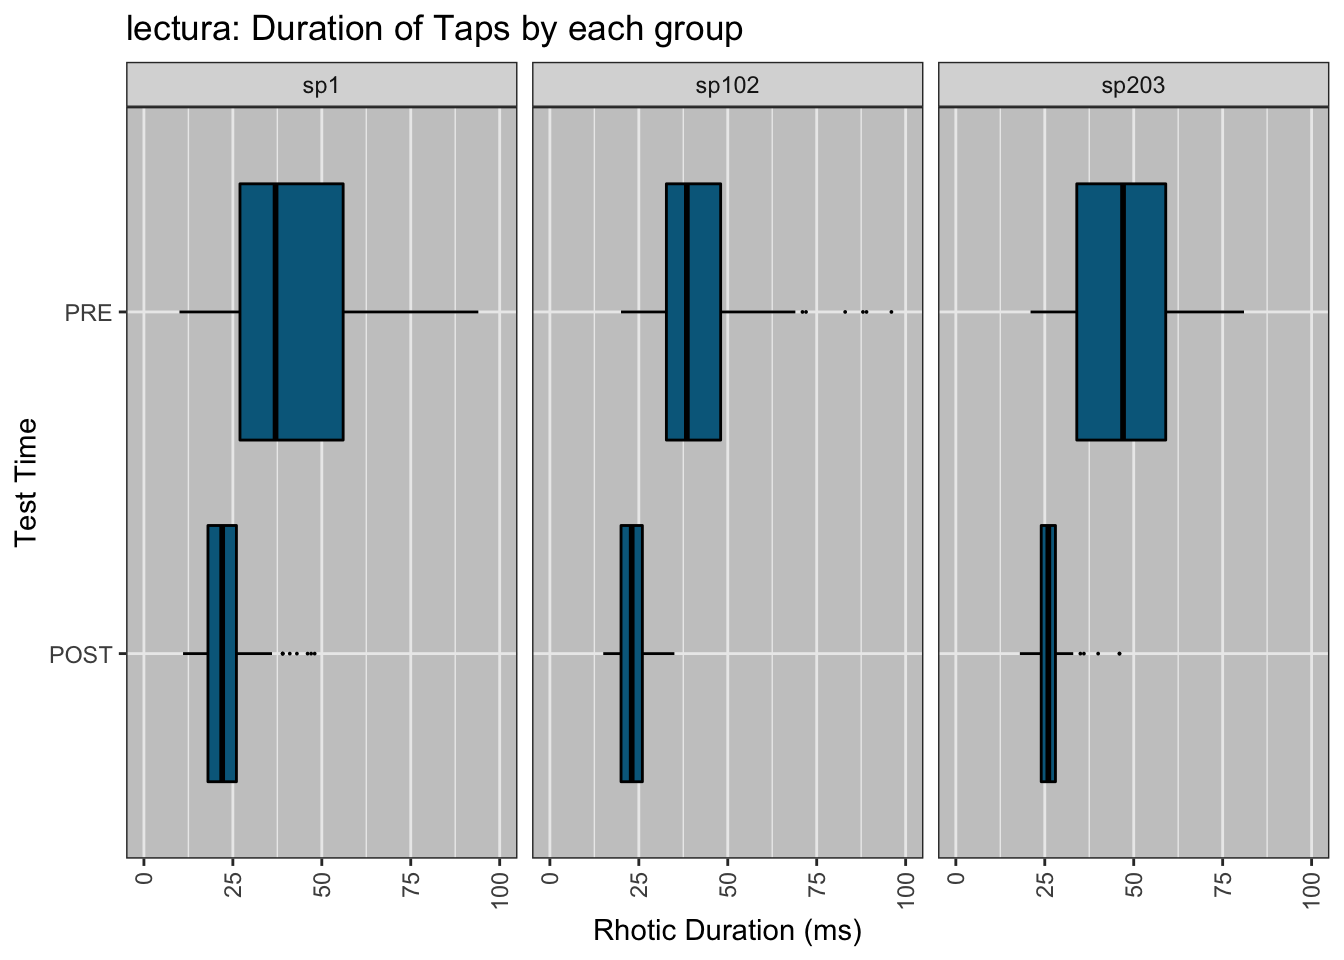 lectura: Duration of Taps by each group
sp1 sp102 sp203
PRE
POST
Test Time
0 25 50 75 100 0 25 50 75 100 0 25 50 75 100
Rhotic Duration (ms)